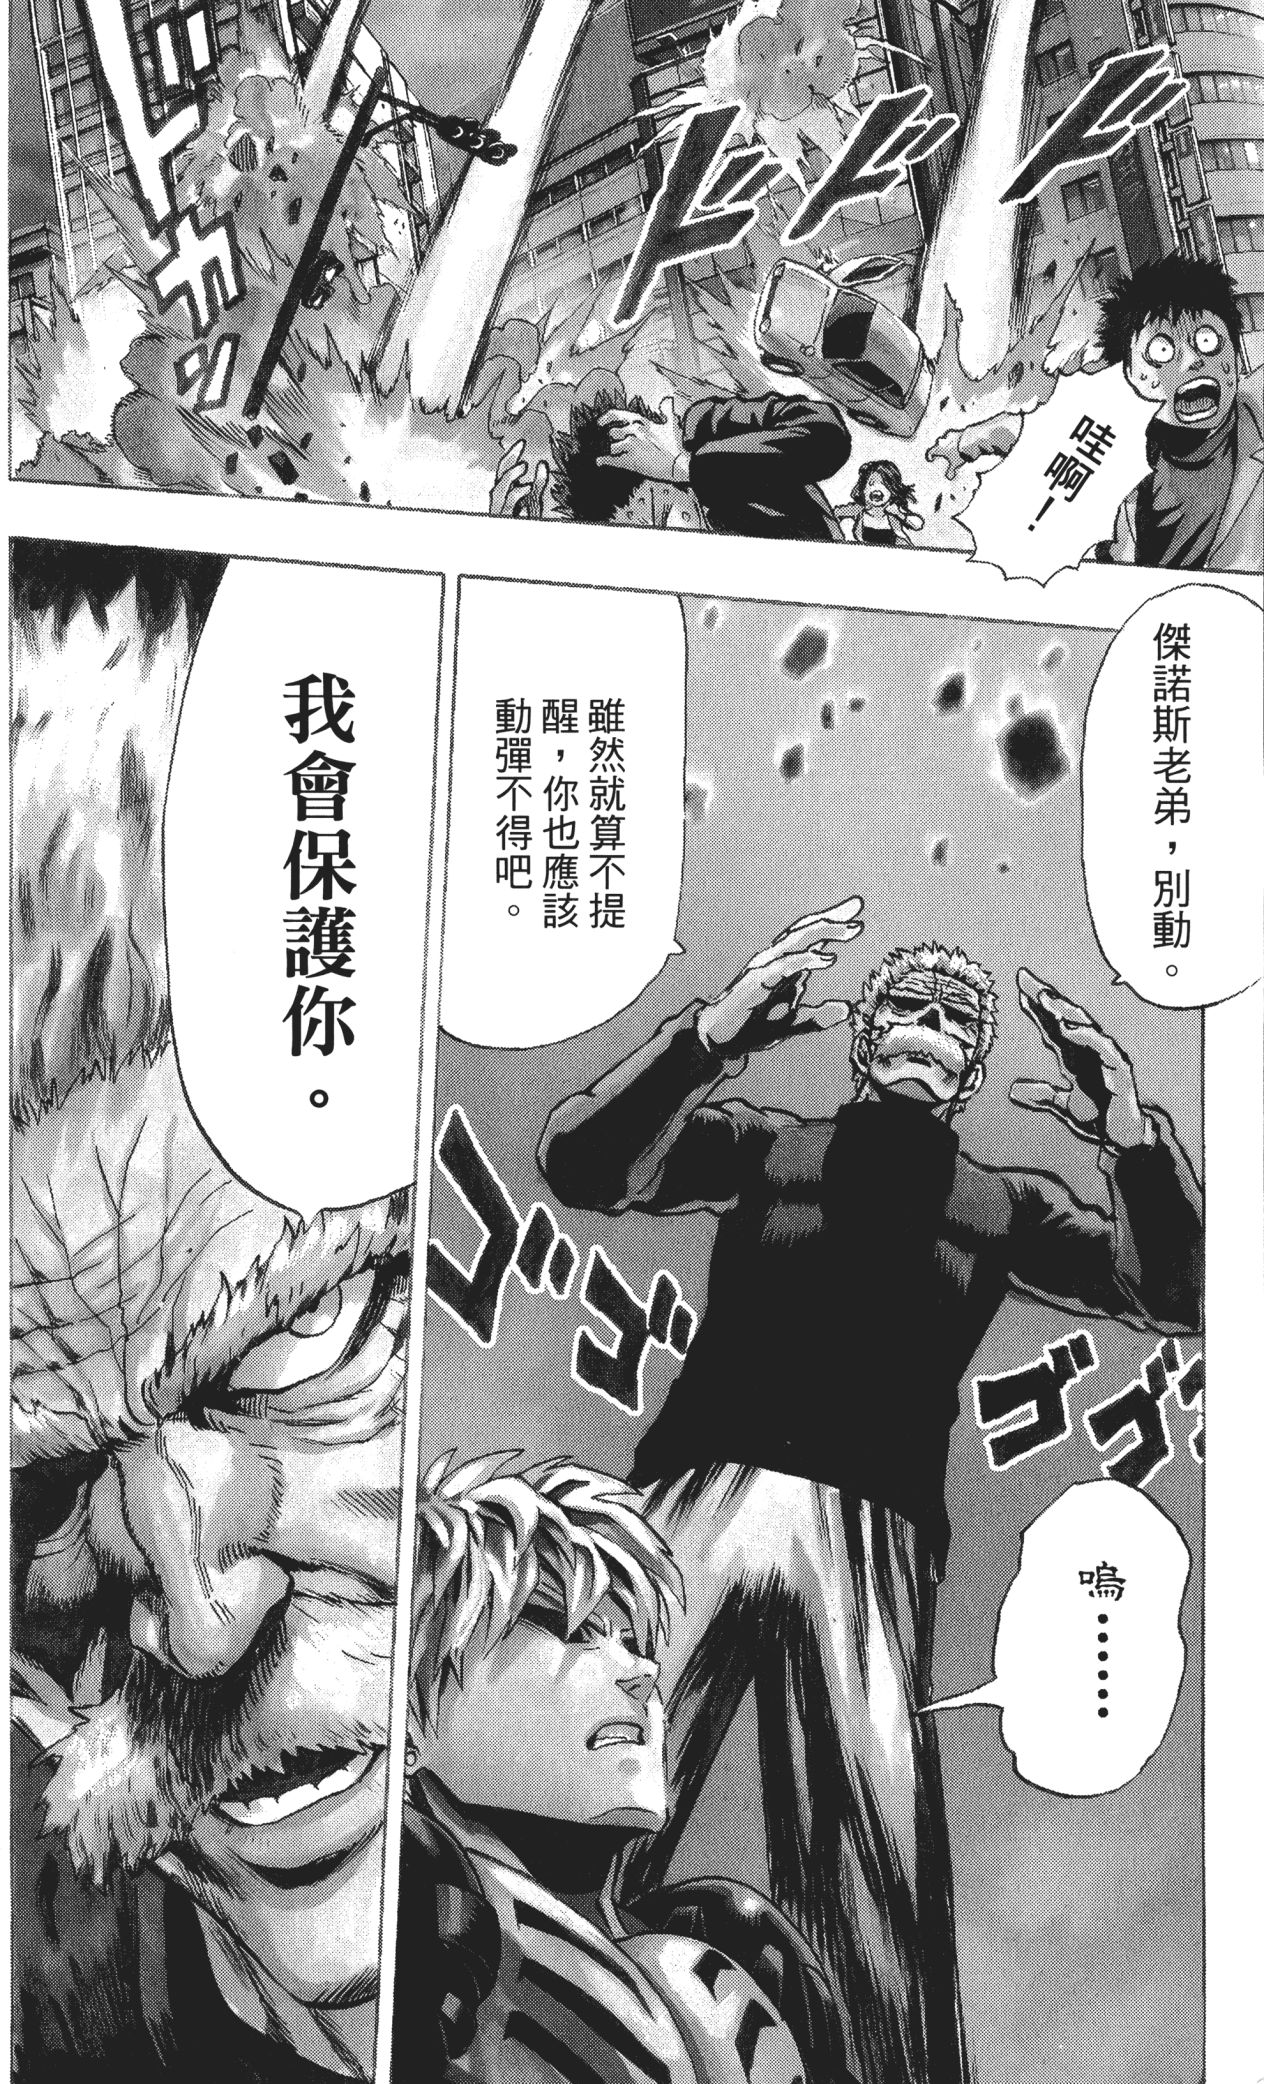 ドドド
ドカッ
哇啊！
傑諾斯老弟，別動。
雖然就算不提
醒，你也應該
動彈不得吧。
ゴゴ
ゴゴ
嗚……
我會保護你。